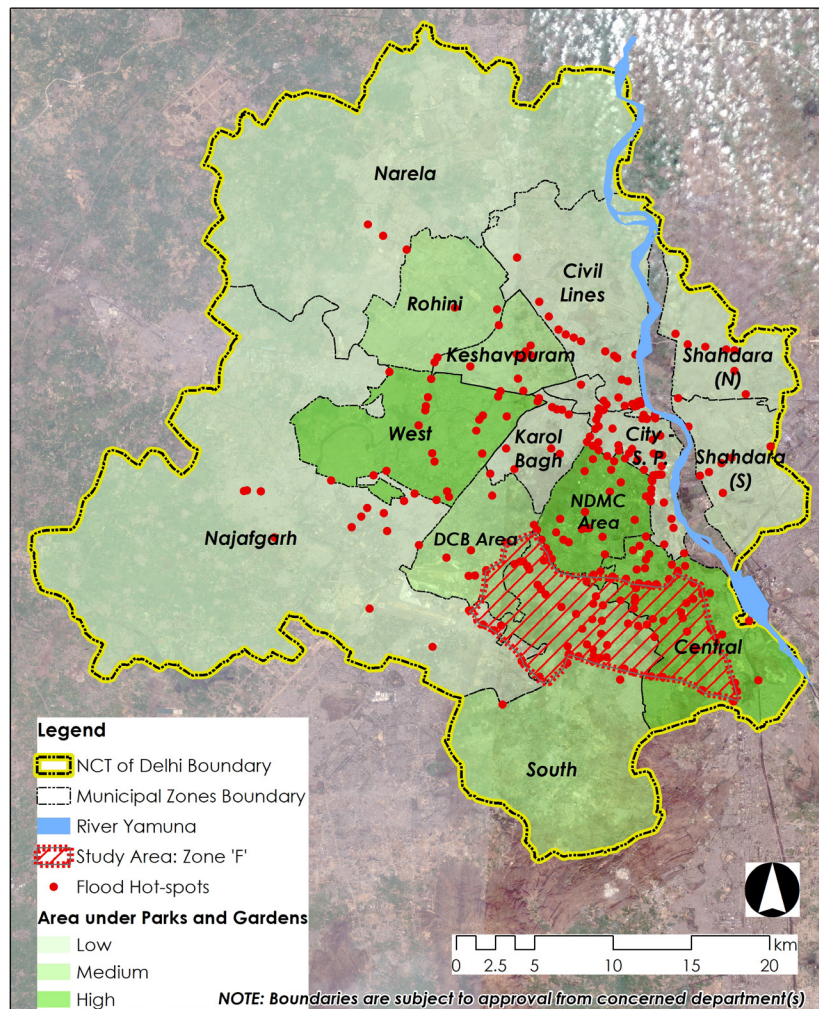 Narela
Civil
Lines
Rohini
Keshavpuram
Shahdara
(N)
West
Karol
Bagh
City
S. P.
Shahdara
(S)
NDMC
Area
Najafgarh
DCB Area
Central
South
Legend
NCT of Delhi Boundary
Municipal Zones Boundary
River Yamuna
Study Area: Zone 'F'
Flood Hot-spots
Area under Parks and Gardens
Low
Medium
High
km
0 2.5 5 10 15 20
NOTE: Boundaries are subject to approval from concerned department(s)